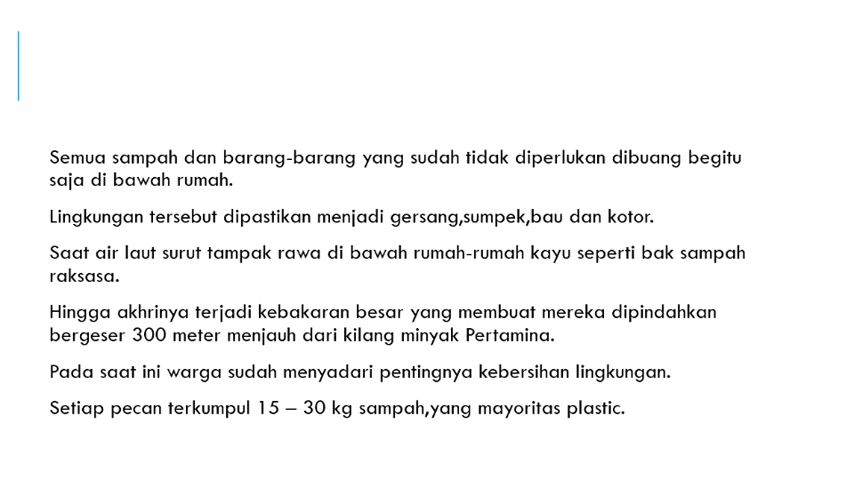 Semua sampah dan barang-barang yang sudah tidak diperlukan dibuang begitu
saja di bawah rumah.
Lingkungan tersebut dipastikan menjadi gersang,sumpek,bau dan kotor.
Saat air laut surut tampak rawa di bawah rumah-rumah kayu seperti bak sampah
raksasa.
Hingga akhrinya terjadi kebakaran besar yang membuat mereka dipindahkan
bergeser 300 meter menjauh dari kilang minyak Pertamina.
Pada saat ini warga sudah menyadari pentingnya kebersihan lingkungan.
Setiap pecan terkumpul 15 – 30 kg sampah,yang mayoritas plastic.